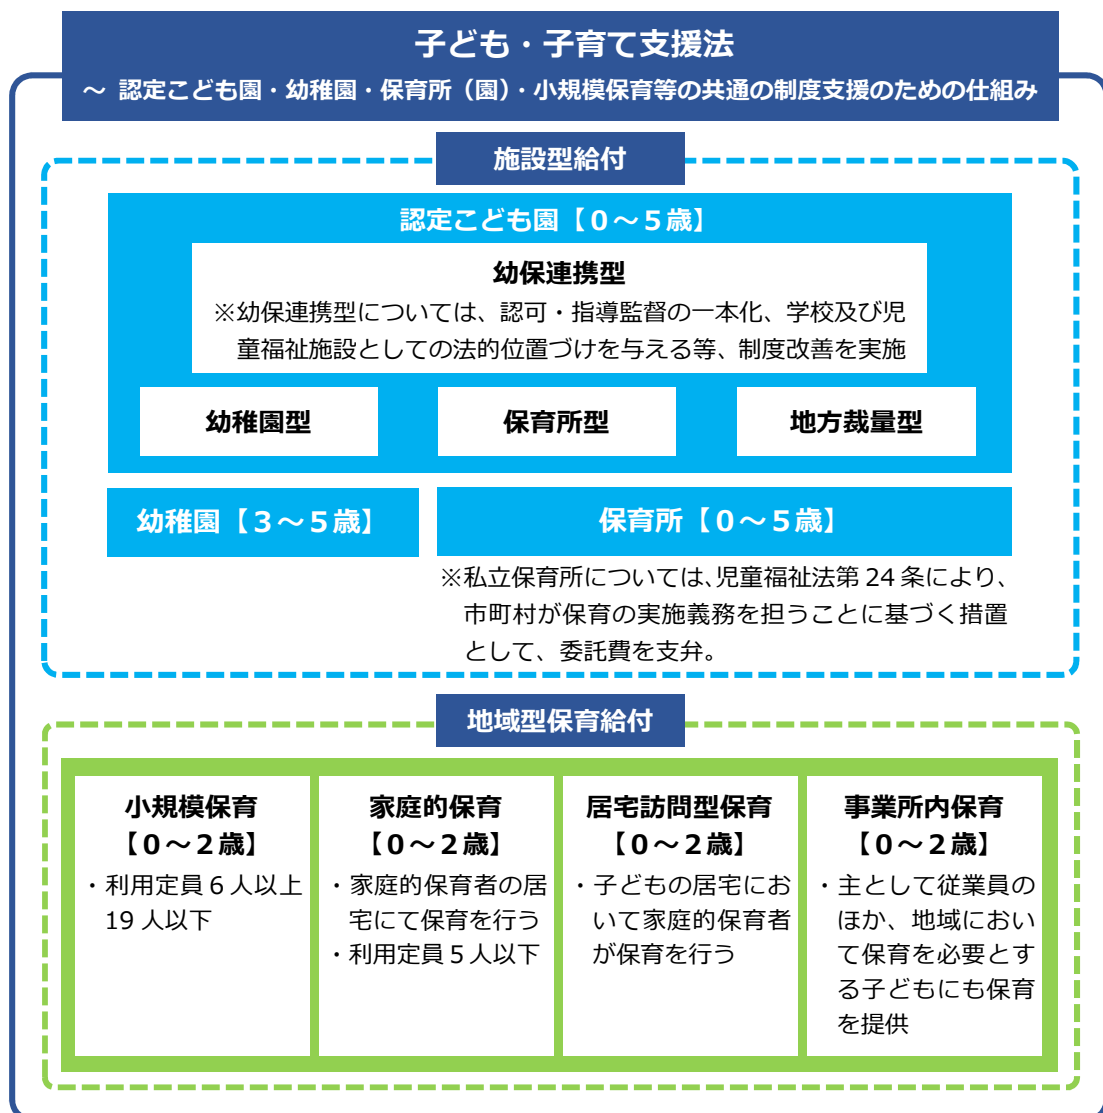 子ども・子育て支援法
～ 認定こども園・幼稚園・保育所（園）・小規模保育等の共通の制度支援のための仕組み
施設型給付
認定こども園【０～５歳】
幼保連携型
※幼保連携型については、認可・指導監督の一本化、学校及び児
童福祉施設としての法的位置づけを与える等、制度改善を実施
幼稚園型
保育所型
地方裁量型
幼稚園【３～５歳】
保育所【０～５歳】
※私立保育所については、児童福祉法第 24 条により、
市町村が保育の実施義務を担うことに基づく措置
として、委託費を支弁。
地域型保育給付
小規模保育
【０～２歳】
・利用定員６人以上
19 人以下
家庭的保育
【０～２歳】
・家庭的保育者の居
宅にて保育を行う
・利用定員５人以下
居宅訪問型保育
【０～２歳】
・子どもの居宅にお
いて家庭的保育者
が保育を行う
事業所内保育
【０～２歳】
・主として従業員の
ほか、地域におい
て保育を必要とす
る子どもにも保育
を提供